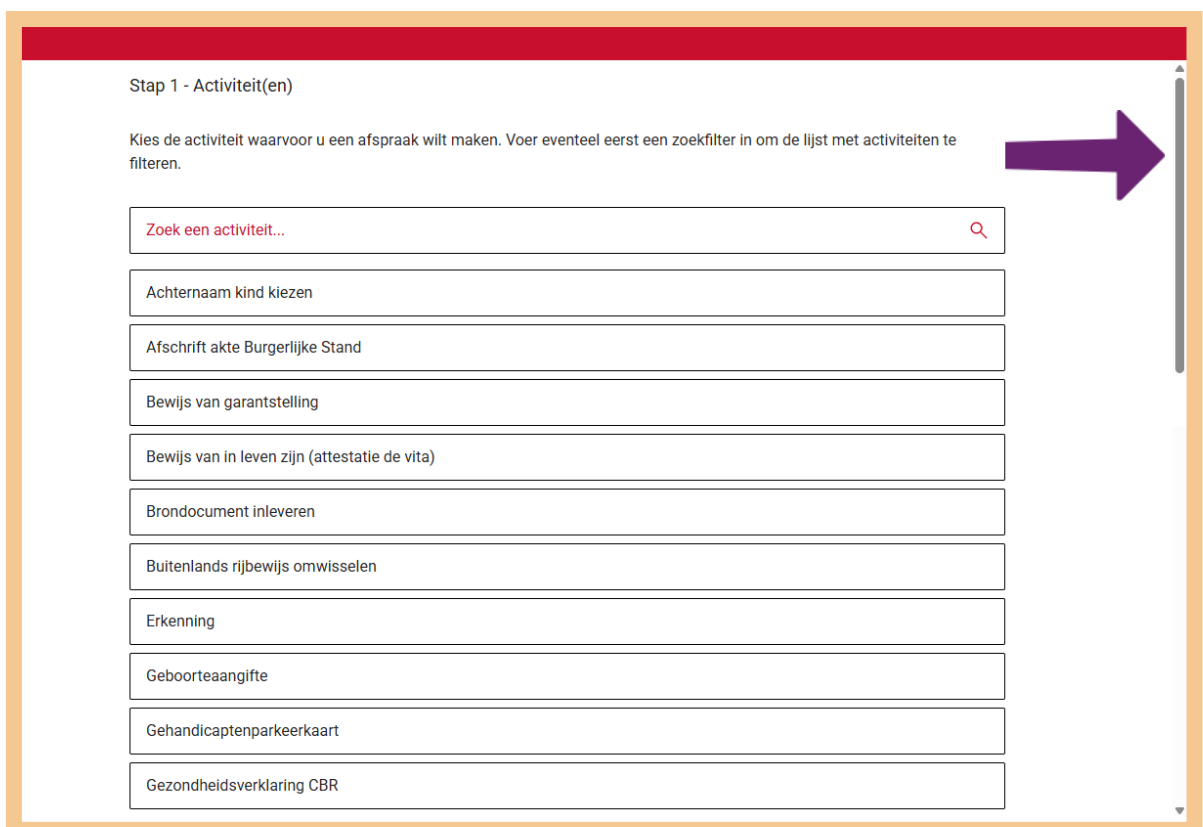 Stap 1 - Activiteit(en)
Kies de activiteit waarvoor u een afspraak wilt maken. Voer eventeel eerst een zoekfilter in om de lijst met activiteiten te
filteren.
Zoek een activiteit...
Achternaam kind kiezen
Afschrift akte Burgerlijke Stand
Bewijs van garantstelling
Bewijs van in leven zijn (attestatie de vita)
Brondocument inleveren
Buitenlands rijbewijs omwisselen
Erkenning
Geboorteaangifte
Gehandicaptenparkeerkaart
Gezondheidsverklaring CBR